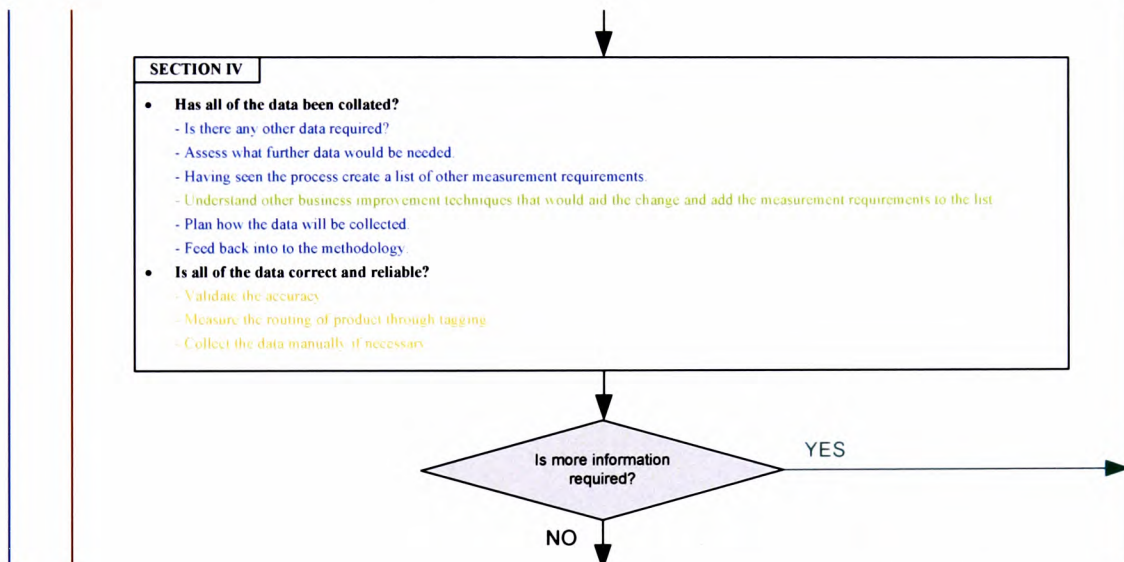 SECTION IV
• Has all of the data been collated?
- Is there any other data required?
- Assess what further data would be needed.
- Having seen the process create a list of other measurement requirements.
- Understand other business improvement techniques that would aid the change and add the measurement requirements to the list
- Plan how the data will be collected.
- Feed back into to the methodology.
• Is all of the data correct and reliable?
- Validate the accuracy
- Measure the routing of product through tagging
- Collect the data manually if necessary
Is more information
required?
YES
NO